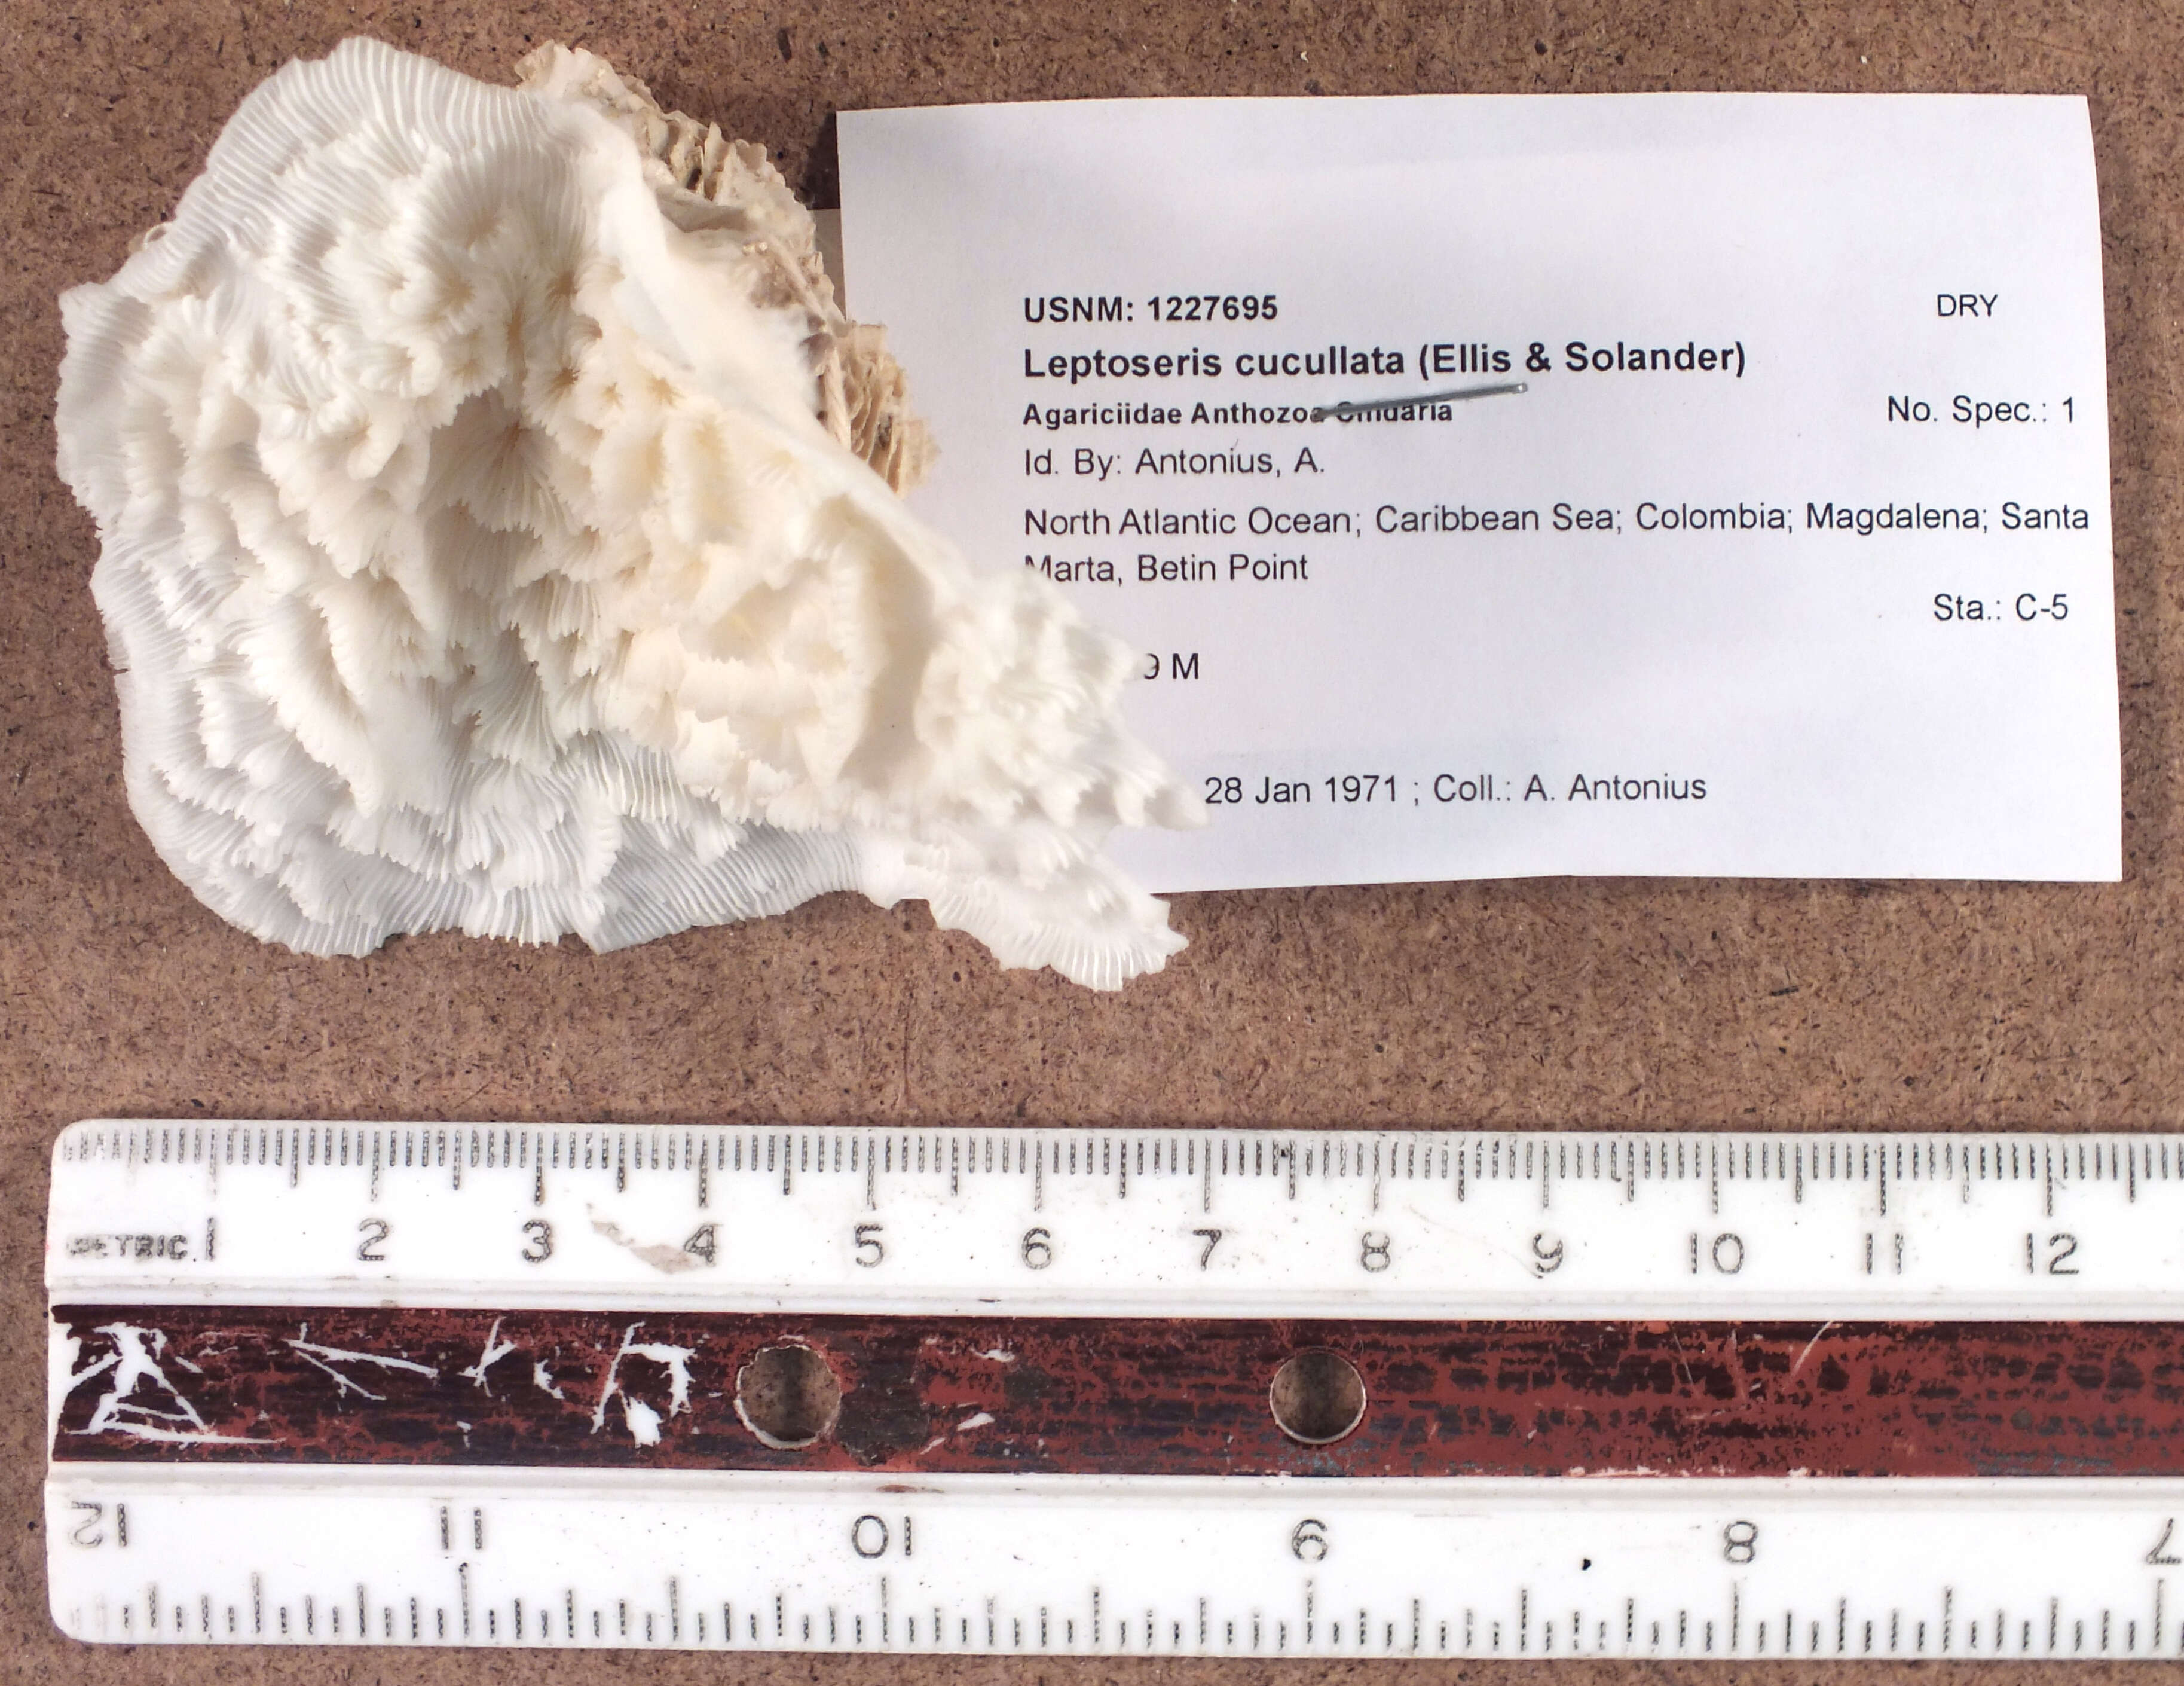 USNM: 1227695 DRY
Leptoseris cucullata (Ellis & Solander)
Agariciidae Anthozoa Cnidaria No. Spec.: 1
Id. By: Antonius, A.
North Atlantic Ocean; Caribbean Sea; Colombia; Magdalena; Santa
Marta, Betin Point
Sta.: C-5
9 M
28 Jan 1971 ; Coll.: A. Antonius
METRIC. 1 2 3 4 5 6 7 8 9 10 11 12
12 11 10 9 8 7